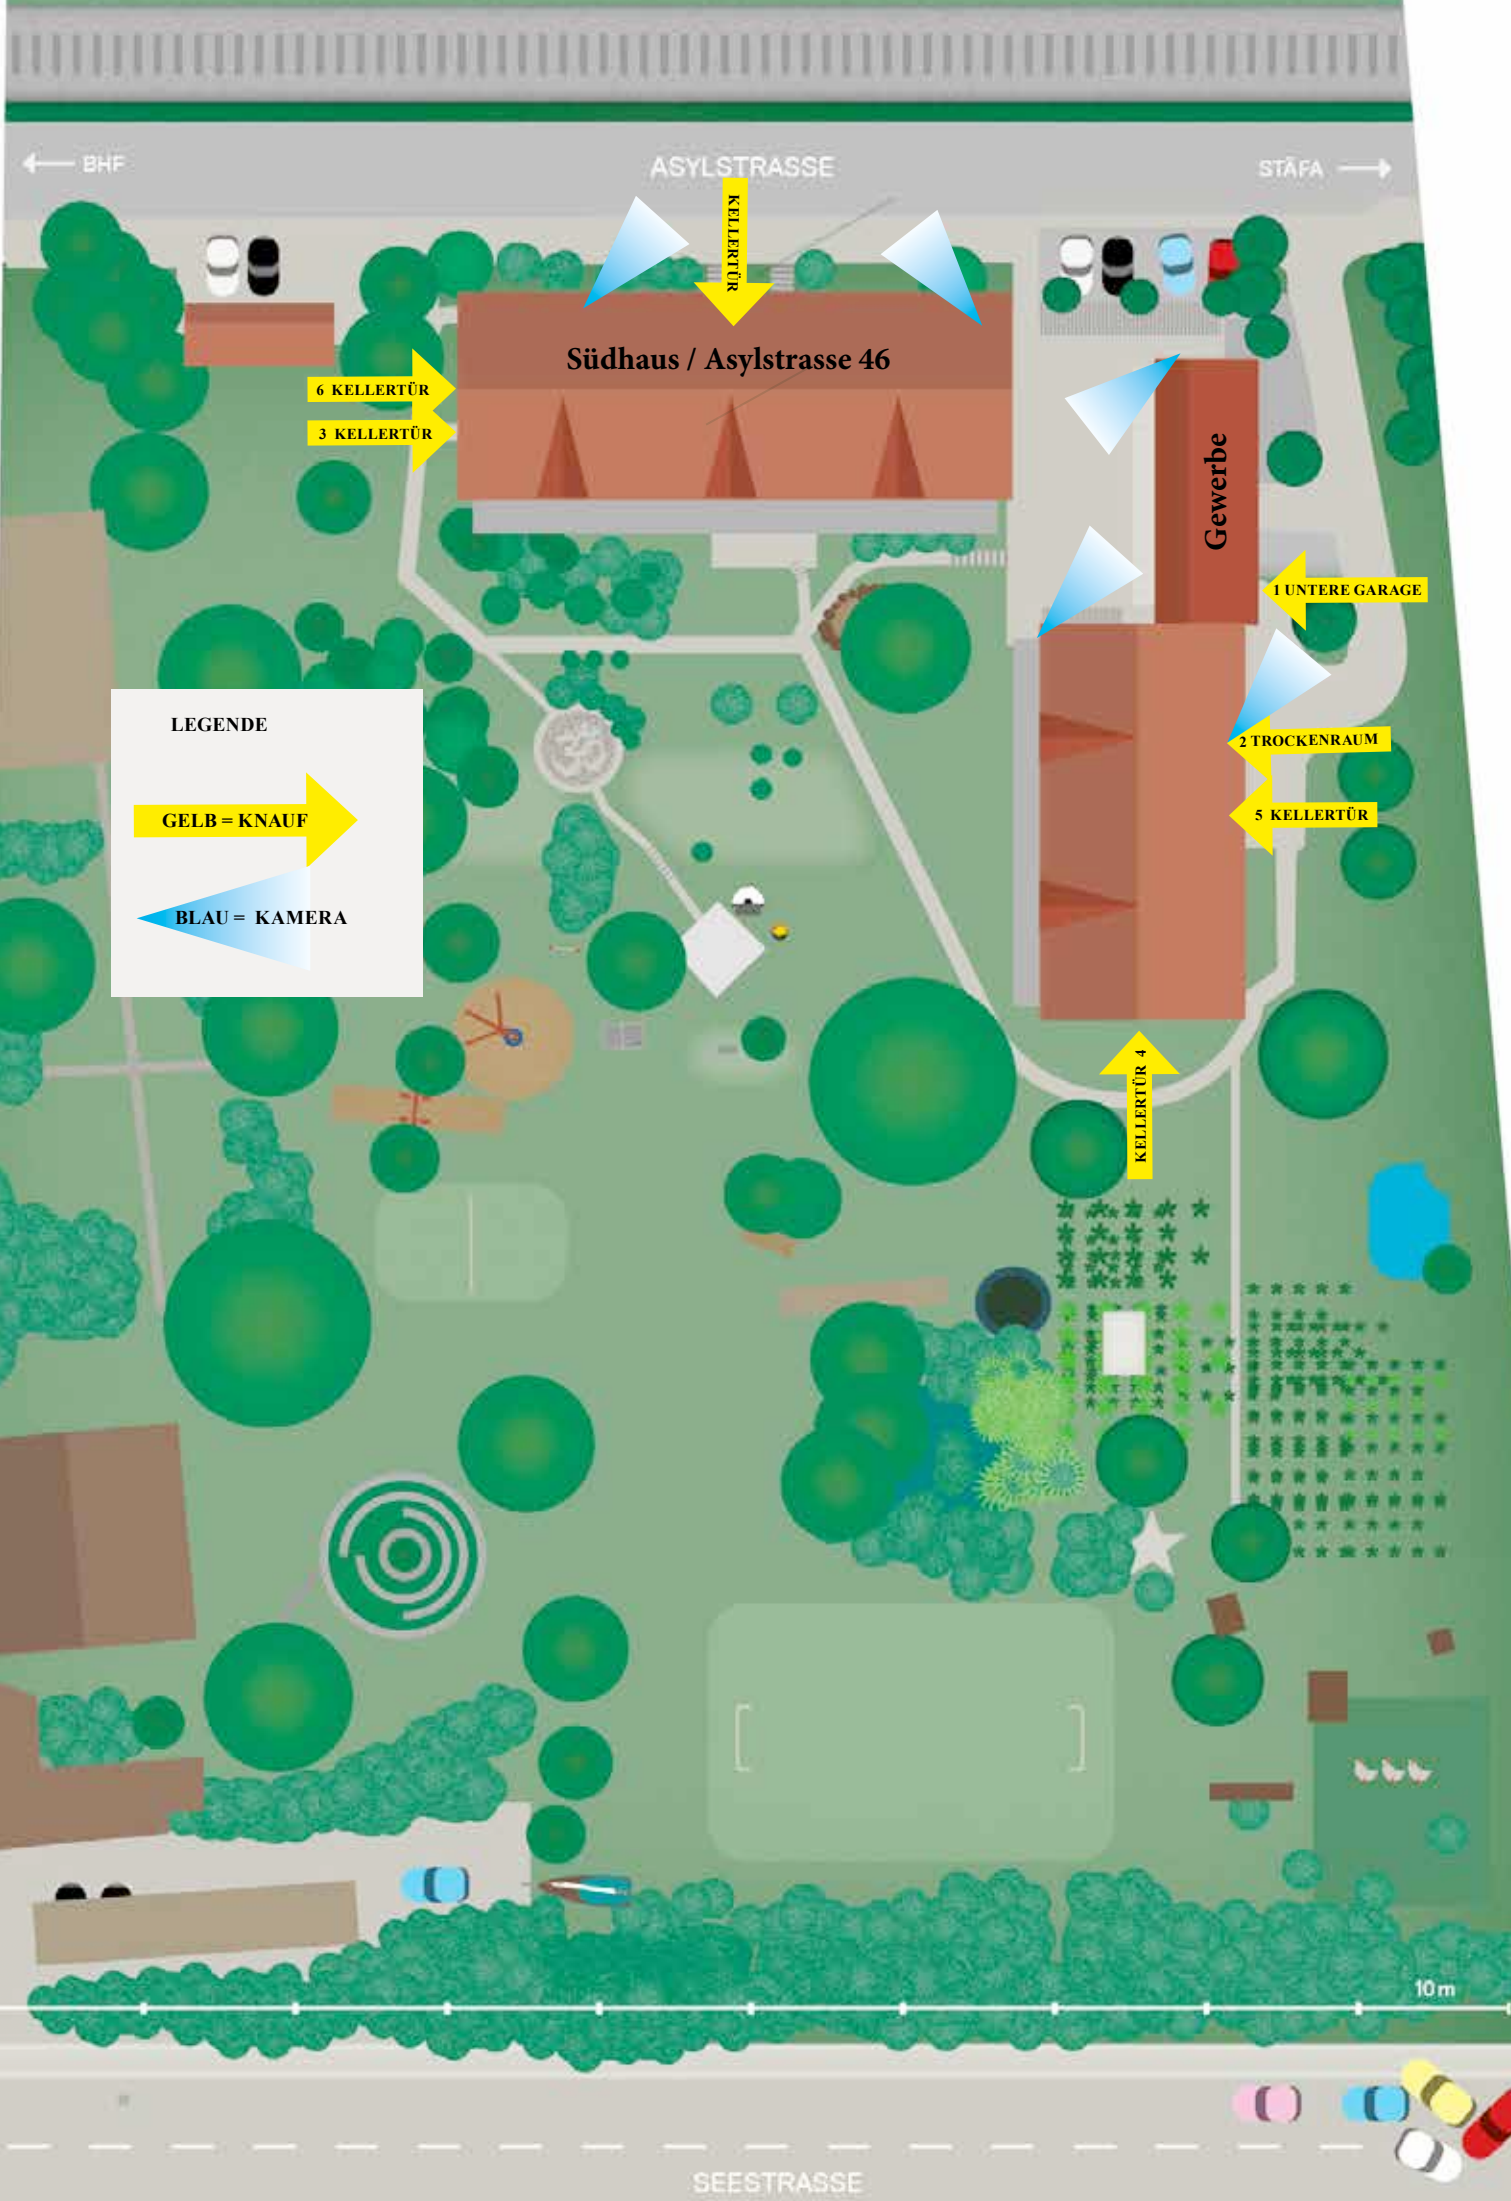 ← BHF
ASYLSTRASSE
STÄFA →
KELLERTÜR
Südhaus / Asylstrasse 46
6 KELLERTÜR
3 KELLERTÜR
Gewerbe
1 UNTERE GARAGE
LEGENDE
2 TROCKENRAUM
GELB = KNAUF
5 KELLERTÜR
BLAU = KAMERA
KELLERTÜR 4
10 m
SEESTRASSE